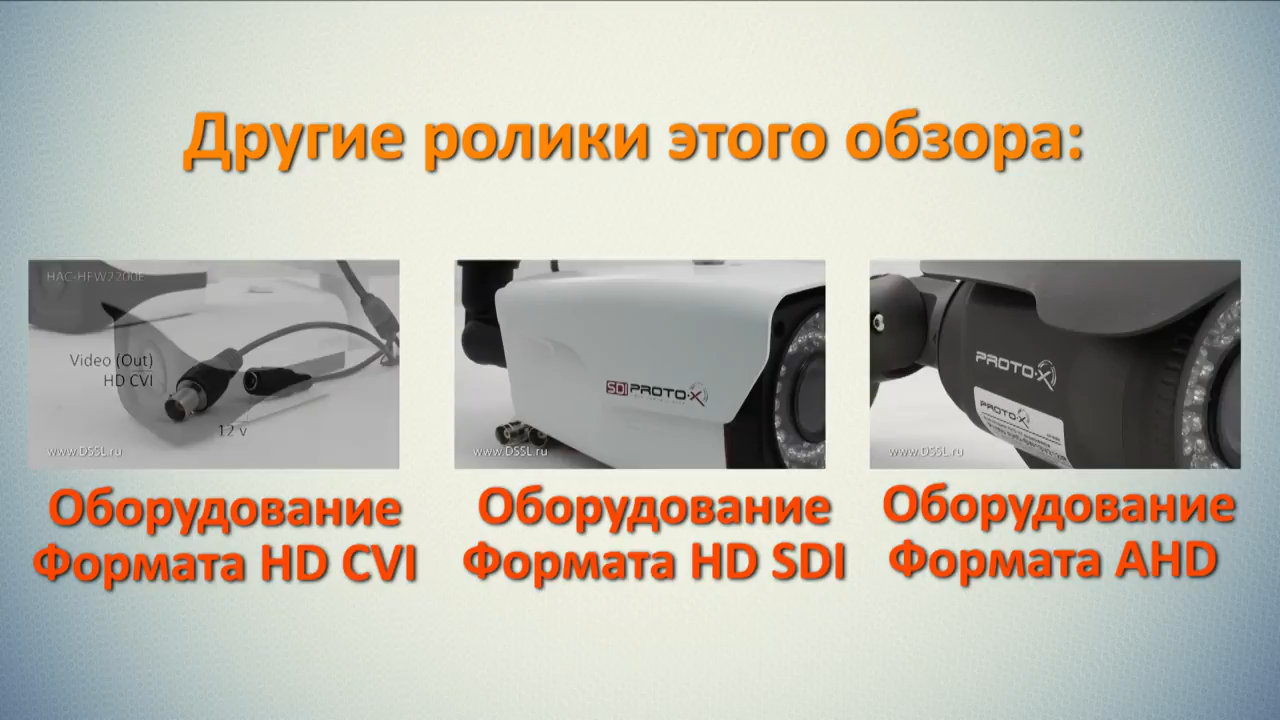 Другие ролики этого обзора:
HAC-HFW2200E
Video (Out)
HD CVI
12 v
www.DSSL.ru
SDI PROTO-X
www.DSSL.ru
PROTO-X
PROTO-X
www.DSSL.ru
Оборудование
Формата HD CVI
Оборудование
Формата HD SDI
Оборудование
Формата AHD